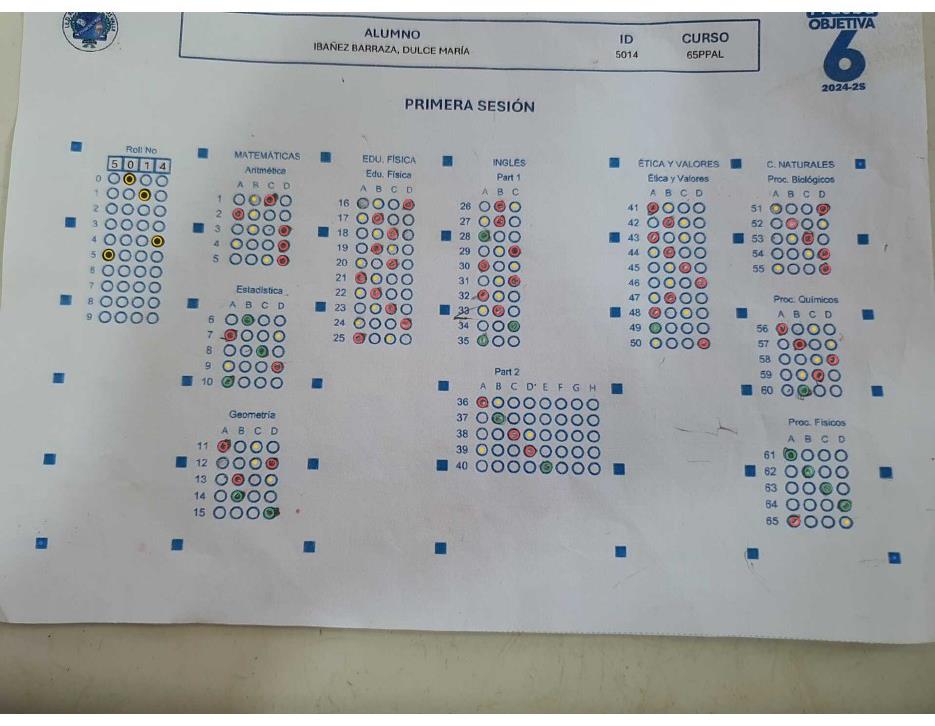 ALUMNO
IBAÑEZ BARRAZA, DULCE MARÍA
ID
5014
CURSO
65PPAL
OBJETIVA
6
2024-25
PRIMERA SESIÓN
Roll No
5 0 1 4
0
1
2
3
4
5
6
7
8
9
MATEMÁTICAS
Aritmética
A B C D
1
2
3
4
5
Estadística
A B C D
6
7
8
9
10
Geometría
A B C D
11
12
13
14
15
EDU. FÍSICA
Edu. Física
A B C D
16
17
18
19
20
21
22
23
24
25
INGLÉS
Part 1
A B C
26
27
28
29
30
31
32
33
34
35
Part 2
A B C D E F G H
36
37
38
39
40
ÉTICA Y VALORES
Ética y Valores
A B C D
41
42
43
44
45
46
47
48
49
50
C. NATURALES
Proc. Biológicos
A B C D
51
52
53
54
55
Proc. Químicos
A B C D
56
57
58
59
60
Proc. Físicos
A B C D
61
62
63
64
65